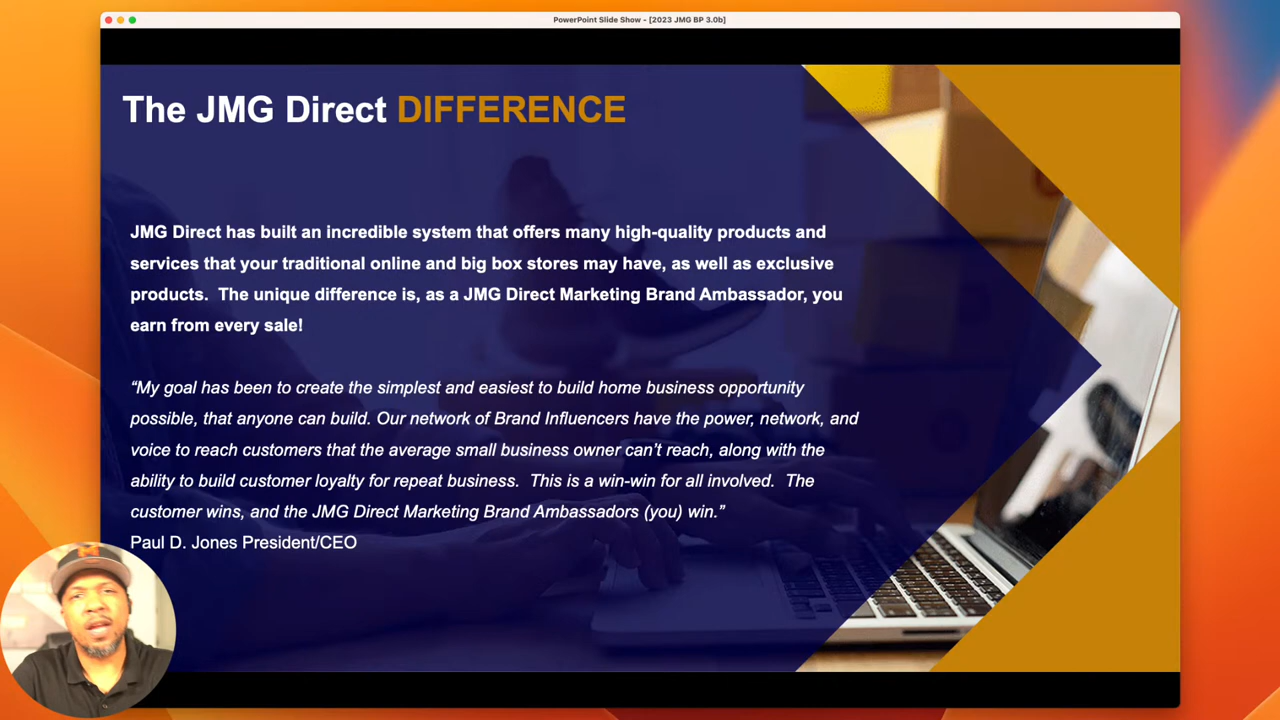 PowerPoint Slide Show - [2023 JMG BP 3.0b]
The JMG Direct DIFFERENCE
JMG Direct has built an incredible system that offers many high-quality products and
services that your traditional online and big box stores may have, as well as exclusive
products.  The unique difference is, as a JMG Direct Marketing Brand Ambassador, you
earn from every sale!
“My goal has been to create the simplest and easiest to build home business opportunity
possible, that anyone can build. Our network of Brand Influencers have the power, network, and
voice to reach customers that the average small business owner can’t reach, along with the
ability to build customer loyalty for repeat business.  This is a win-win for all involved.  The
customer wins, and the JMG Direct Marketing Brand Ambassadors (you) win.”
Paul D. Jones President/CEO